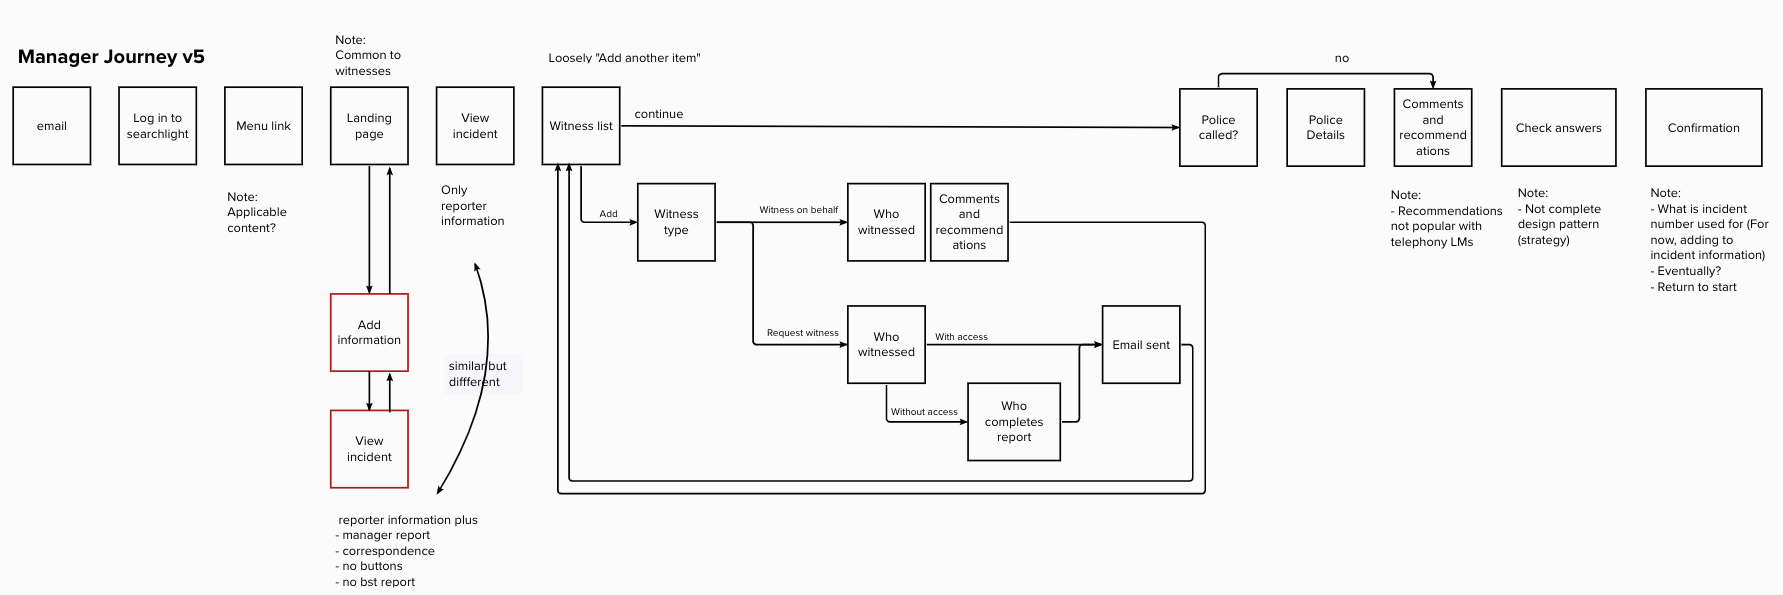 Manager Journey v5
Note:
Common to
witnesses
Loosely "Add another item"
no
email
Log in to
searchlight
Menu link
Landing
page
View
incident
Witness list
continue
Police
called?
Police
Details
Comments
and
recommend
ations
Check answers
Confirmation
Note:
Applicable
content?
Only
reporter
information
Add
Witness
type
Witness on behalf
Who
witnessed
Comments
and
recommend
ations
Note:
- Recommendations
not popular with
telephony LMs
Note:
- Not complete
design pattern
(strategy)
Note:
- What is incident
number used for (For
now, adding to
incident information)
- Eventually?
- Return to start
Add
information
similar but
diffferent
Request witness
Who
witnessed
With access
Email sent
Without access
Who
completes
report
View
incident
reporter information plus
- manager report
- correspondence
- no buttons
- no bst report